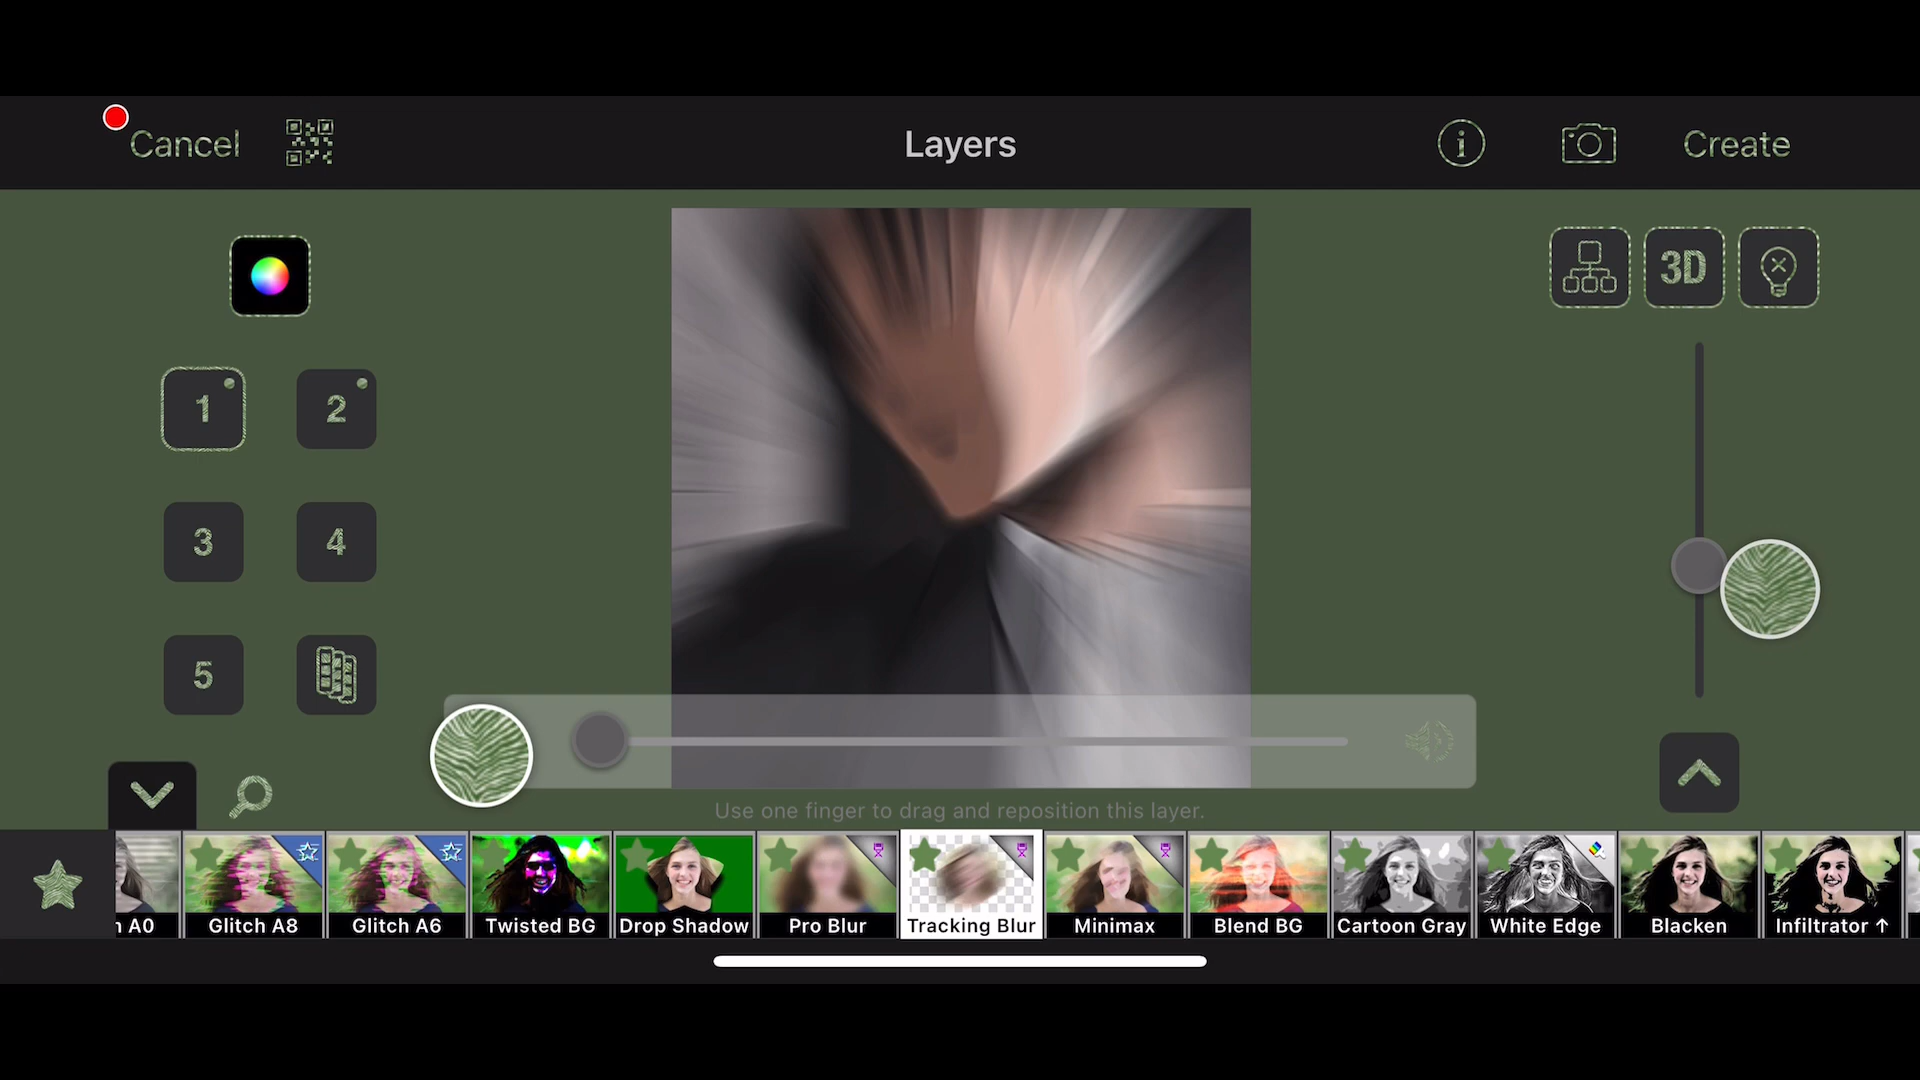 Cancel
Layers
Create
3D
1
2
3
4
5
Use one finger to drag and reposition this layer.
A0
Glitch A8
Glitch A6
Twisted BG
Drop Shadow
Pro Blur
Tracking Blur
Minimax
Blend BG
Cartoon Gray
White Edge
Blacken
Infiltrator ↑